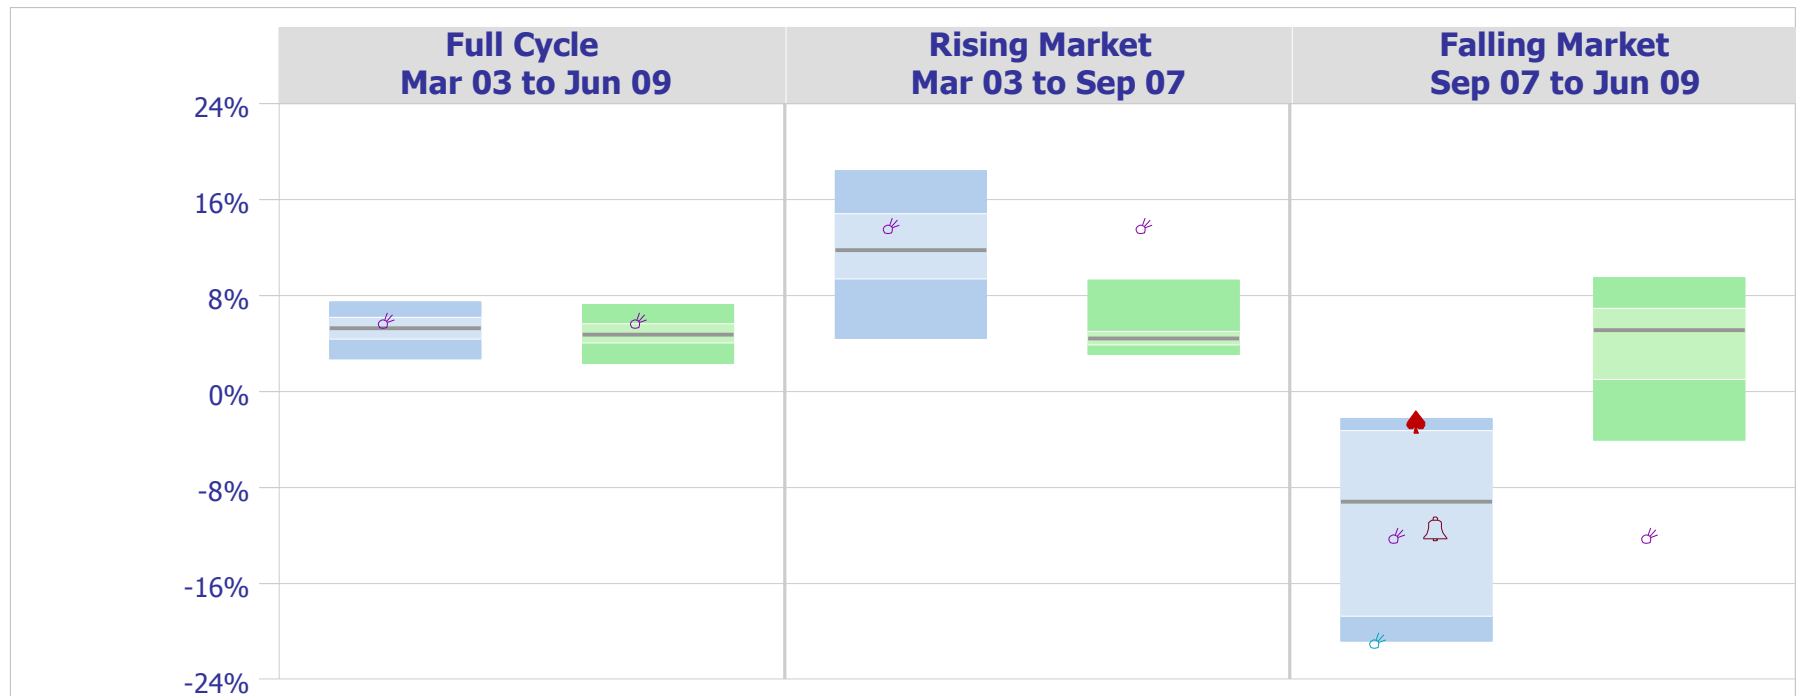 Full Cycle
Mar 03 to Jun 09
Rising Market
Mar 03 to Sep 07
Falling Market
Sep 07 to Jun 09
24%
16%
8%
0%
-8%
-16%
-24%